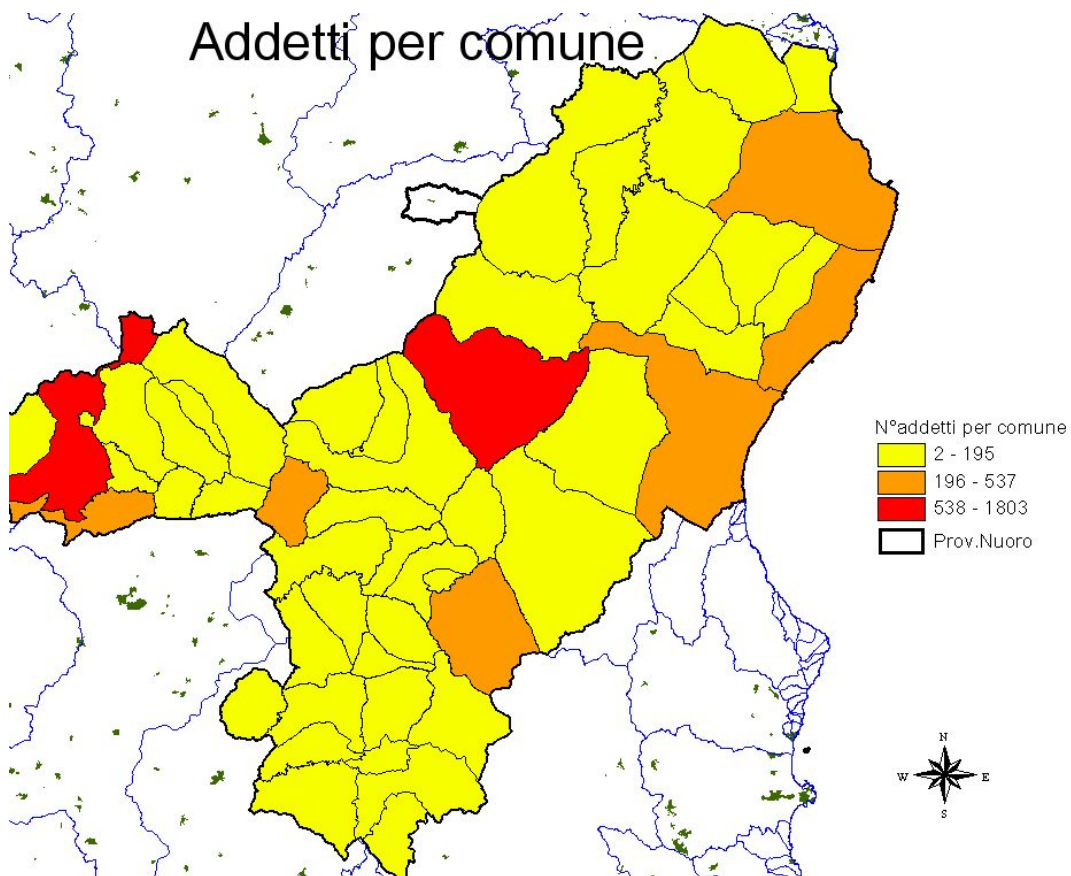 Addetti per comune
N°addetti per comune
2 - 195
196 - 537
538 - 1803
Prov.Nuoro
N
W E
S